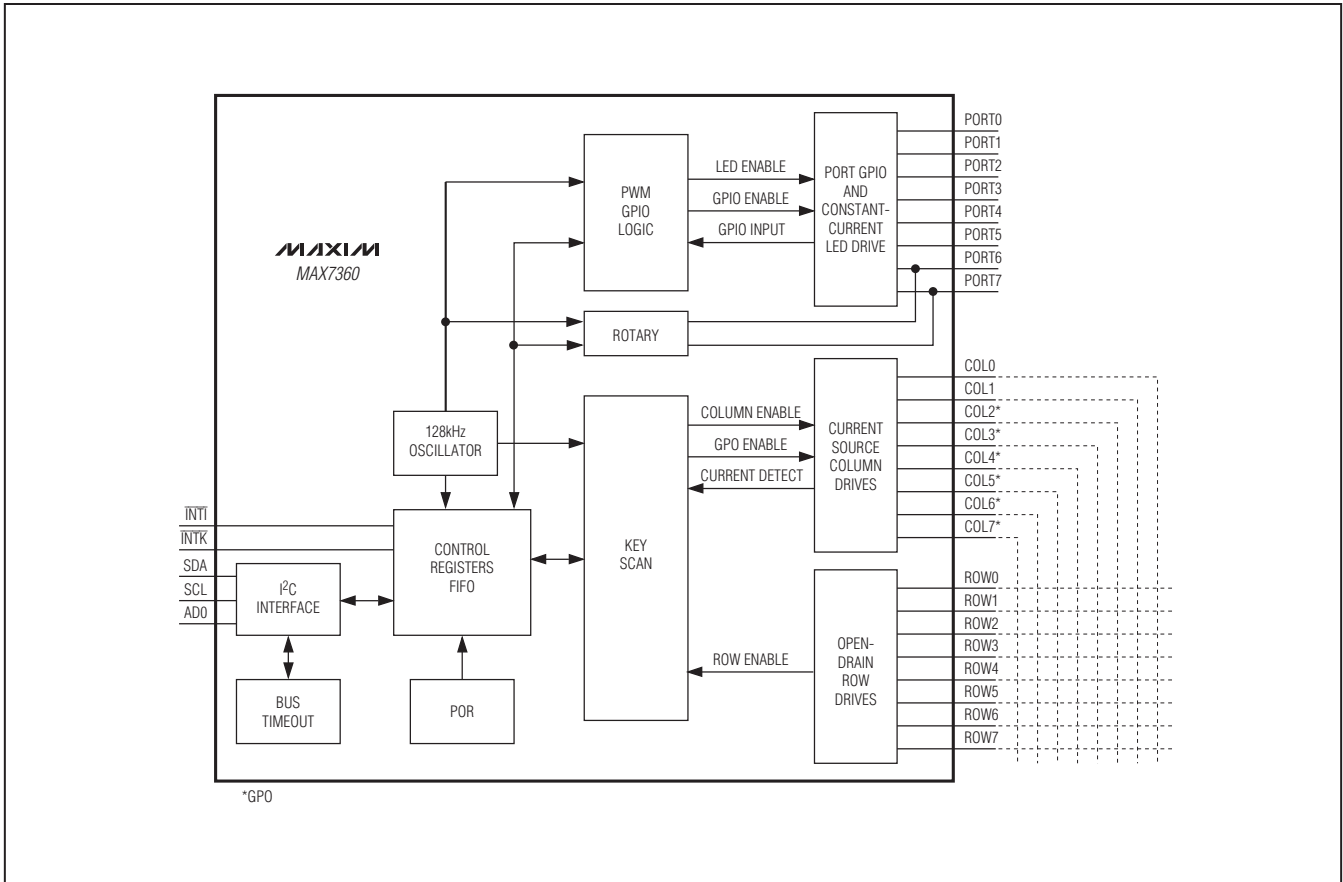 MAXIM
MAX7360
PWM
GPIO
LOGIC
LED ENABLE
GPIO ENABLE
GPIO INPUT
PORT GPIO
AND
CONSTANT-
CURRENT
LED DRIVE
PORT0
PORT1
PORT2
PORT3
PORT4
PORT5
PORT6
PORT7
ROTARY
128kHz
OSCILLATOR
KEY
SCAN
COLUMN ENABLE
GPO ENABLE
CURRENT DETECT
CURRENT
SOURCE
COLUMN
DRIVES
COL0
COL1
COL2*
COL3*
COL4*
COL5*
COL6*
COL7*
INTI
INTK
SDA
SCL
AD0
I²C
INTERFACE
CONTROL
REGISTERS
FIFO
BUS
TIMEOUT
POR
ROW ENABLE
OPEN-
DRAIN
ROW
DRIVES
ROW0
ROW1
ROW2
ROW3
ROW4
ROW5
ROW6
ROW7
*GPO